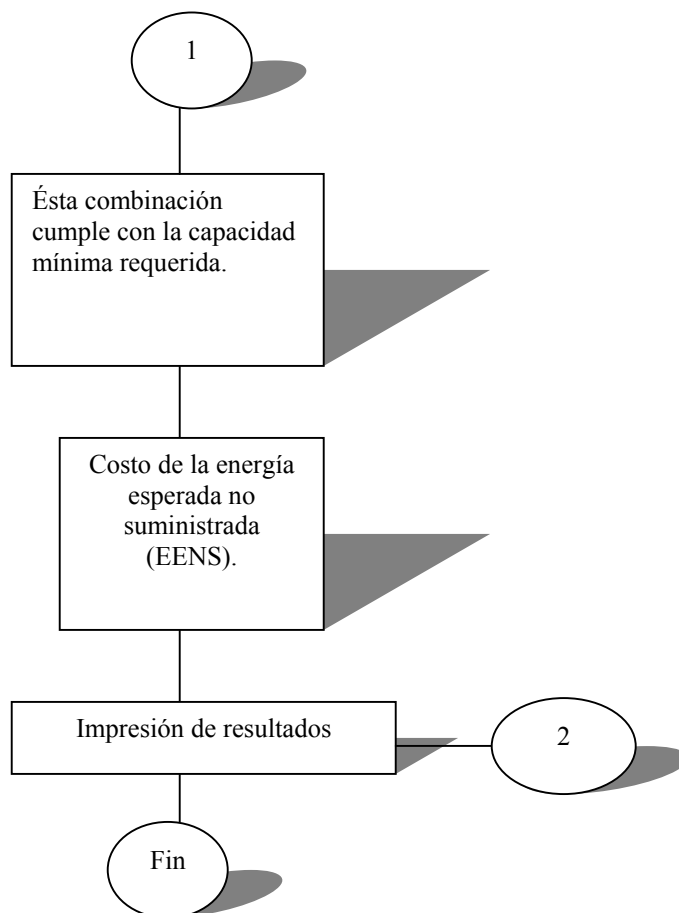 1
Ésta combinación
cumple con la capacidad
mínima requerida.
Costo de la energía
esperada no
suministrada
(EENS).
Impresión de resultados
2
Fin